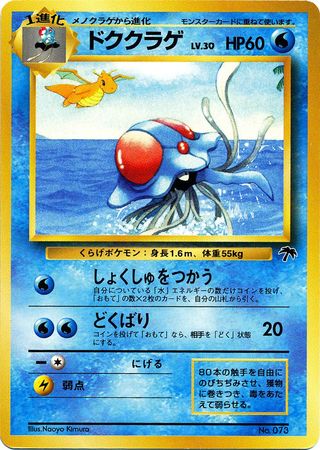 1進化
メノクラゲから進化
モンスターカードに重ねて使います。
ドククラゲ LV.30 HP60
くらげポケモン:身長1.6m、体重55kg
しょくしゅをつかう
自分についている「水」エネルギーの数だけコインを投げ、
「おもて」の数×2枚のカードを、自分の山札から引く。
どくばり 20
コインを投げて「おもて」なら、相手を「どく」状態
にする。
にげる
弱点
80本の触手を自由に
のびちぢみさせ、獲物
に巻きつき、毒をあた
えて弱らせる。
Illus.Naoyo Kimura
No.073